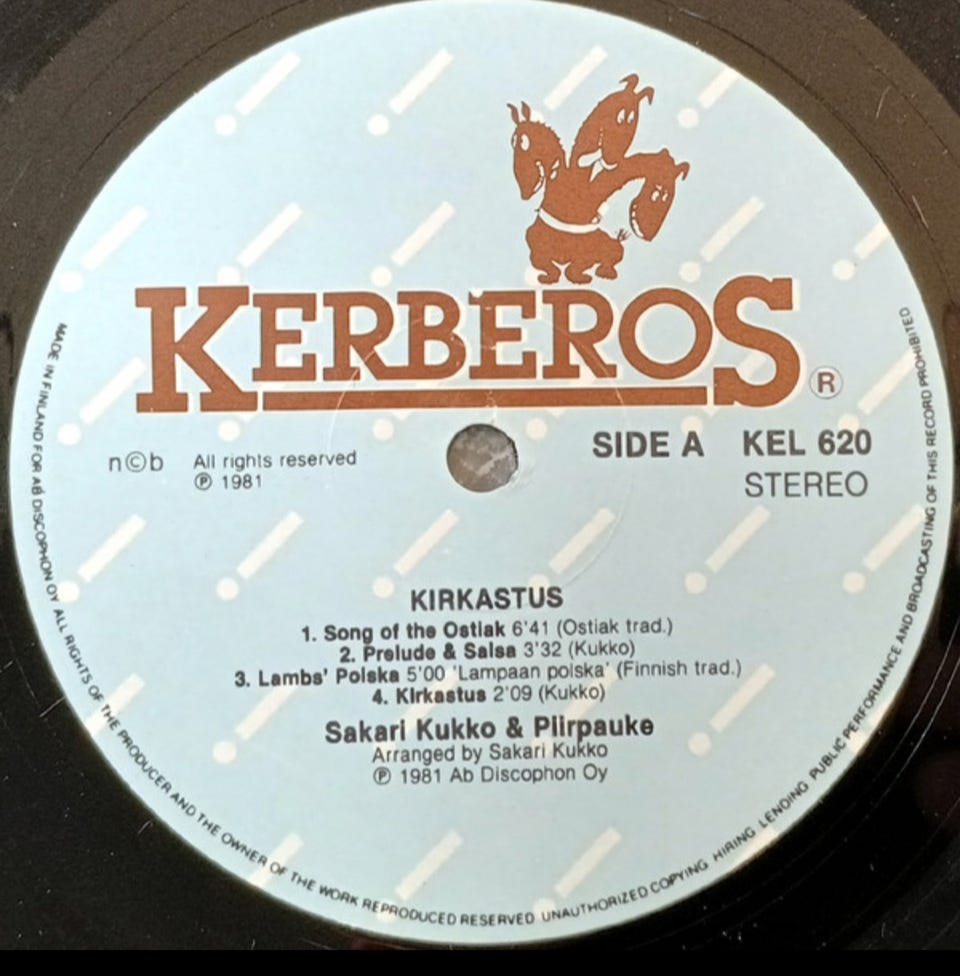 KERBEROS ®
SIDE A KEL 620
STEREO
n©b All rights reserved
℗ 1981
KIRKASTUS
1. Song of the Ostiak 6'41 (Ostiak trad.)
2. Prelude & Salsa 3'32 (Kukko)
3. Lambs' Polska 5'00 'Lampaan polska' (Finnish trad.)
4. Kirkastus 2'09 (Kukko)
Sakari Kukko & Piirpauke
Arranged by Sakari Kukko
℗ 1981 Ab Discophon Oy
MADE IN FINLAND FOR AB DISCOPHON OY ALL RIGHTS OF THE PRODUCER AND THE OWNER OF THE WORK REPRODUCED RESERVED UNAUTHORIZED COPYING HIRING LENDING PUBLIC PERFORMANCE AND BROADCASTING OF THIS RECORD PROHIBITED